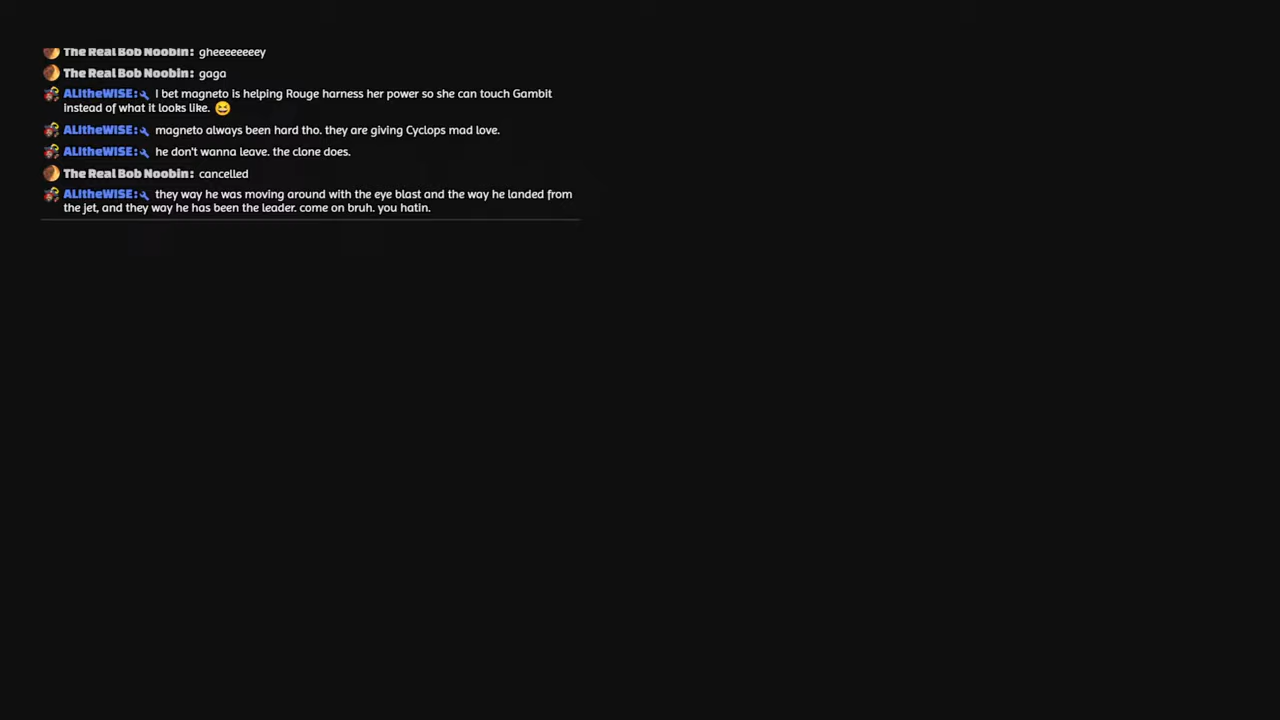 The Real Bob Noobin: gheeeeeeey
The Real Bob Noobin: gaga
ALItheWISE: I bet magneto is helping Rouge harness her power so she can touch Gambit
instead of what it looks like. 😆
ALItheWISE: magneto always been hard tho. they are giving Cyclops mad love.
ALItheWISE: he don't wanna leave. the clone does.
The Real Bob Noobin: cancelled
ALItheWISE: they way he was moving around with the eye blast and the way he landed from
the jet, and they way he has been the leader. come on bruh. you hatin.